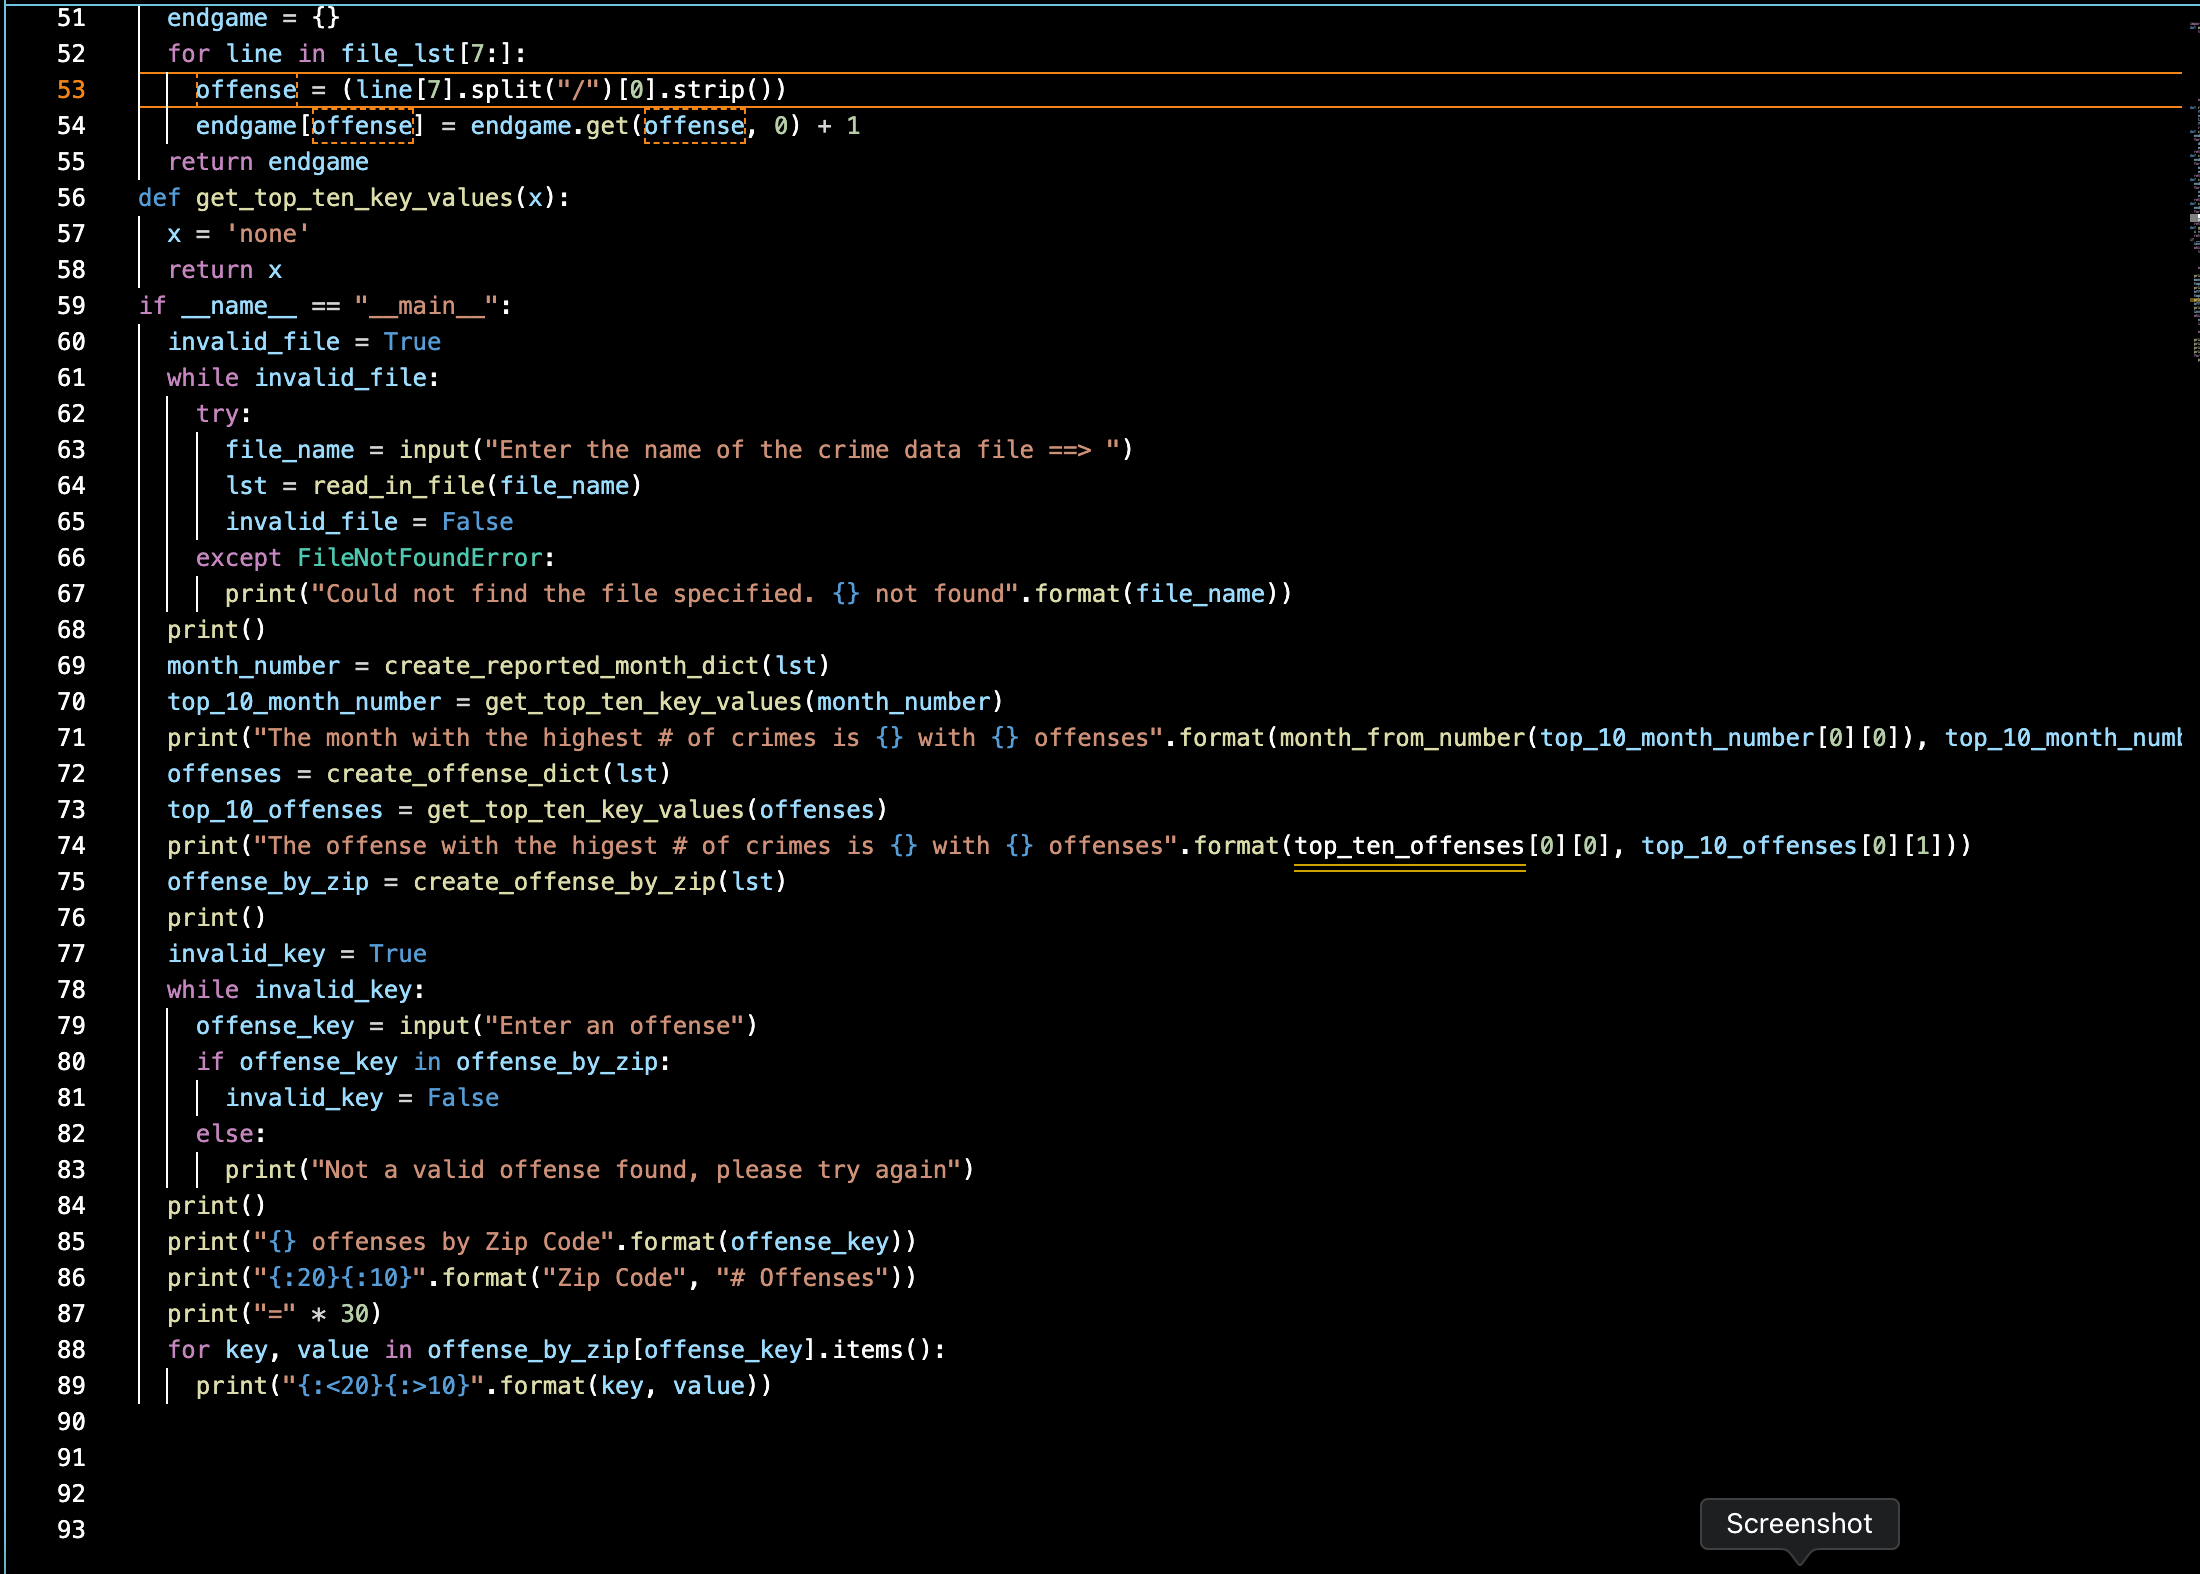 51 endgame = {}
52 for line in file_lst[7:]:
53 offense = (line[7].split("/")[0].strip())
54 endgame[offense] = endgame.get(offense, 0) + 1
55 return endgame
56 def get_top_ten_key_values(x):
57 x = 'none'
58 return x
59 if __name__ == "__main__":
60 invalid_file = True
61 while invalid_file:
62 try:
63 file_name = input("Enter the name of the crime data file ==> ")
64 lst = read_in_file(file_name)
65 invalid_file = False
66 except FileNotFoundError:
67 print("Could not find the file specified. {} not found".format(file_name))
68 print()
69 month_number = create_reported_month_dict(lst)
70 top_10_month_number = get_top_ten_key_values(month_number)
71 print("The month with the highest # of crimes is {} with {} offenses".format(month_from_number(top_10_month_number[0][0]), top_10_month_numb
72 offenses = create_offense_dict(lst)
73 top_10_offenses = get_top_ten_key_values(offenses)
74 print("The offense with the higest # of crimes is {} with {} offenses".format(top_ten_offenses[0][0], top_10_offenses[0][1]))
75 offense_by_zip = create_offense_by_zip(lst)
76 print()
77 invalid_key = True
78 while invalid_key:
79 offense_key = input("Enter an offense")
80 if offense_key in offense_by_zip:
81 invalid_key = False
82 else:
83 print("Not a valid offense found, please try again")
84 print()
85 print("{} offenses by Zip Code".format(offense_key))
86 print("{:20}{:10}".format("Zip Code", "# Offenses"))
87 print("=" * 30)
88 for key, value in offense_by_zip[offense_key].items():
89 print("{:<20}{:>10}".format(key, value))
90
91
92
93
Screenshot